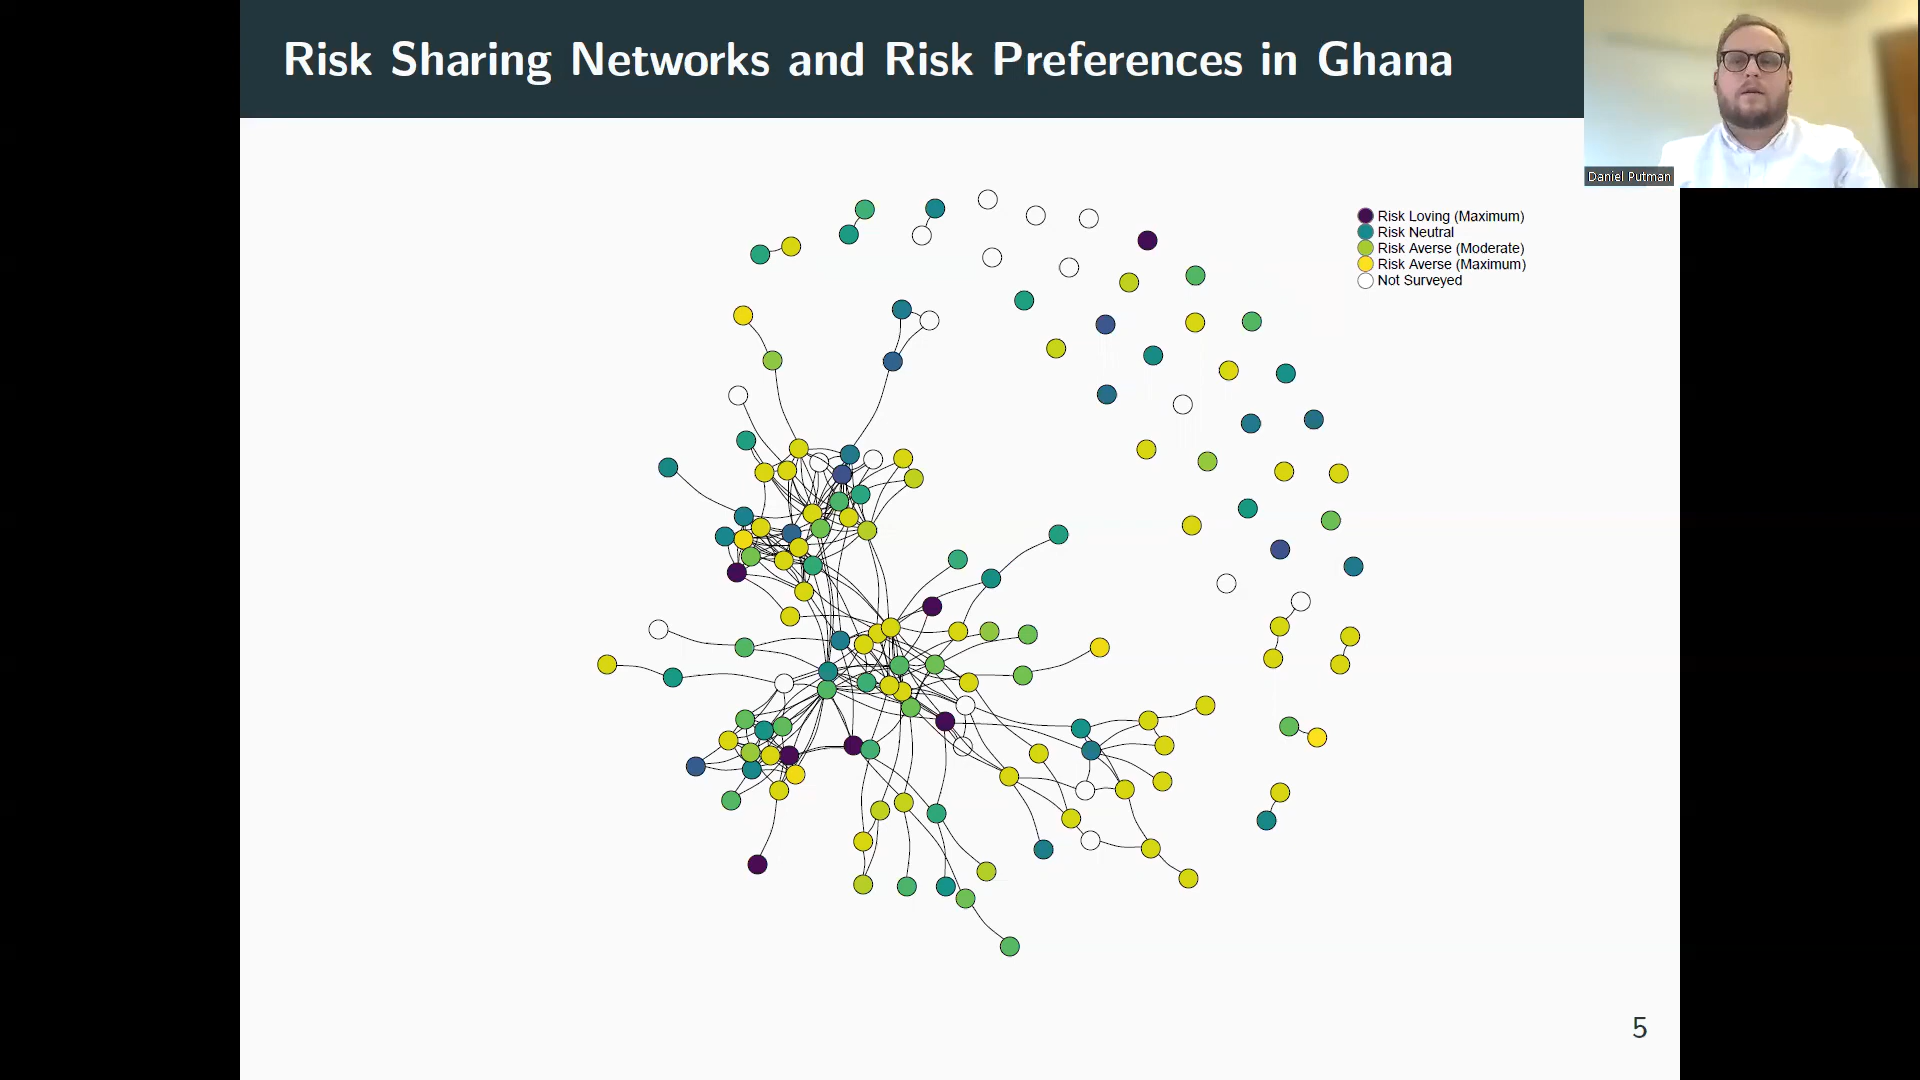 Risk Sharing Networks and Risk Preferences in Ghana
Daniel Putman
Risk Loving (Maximum)
Risk Neutral
Risk Averse (Moderate)
Risk Averse (Maximum)
Not Surveyed
5